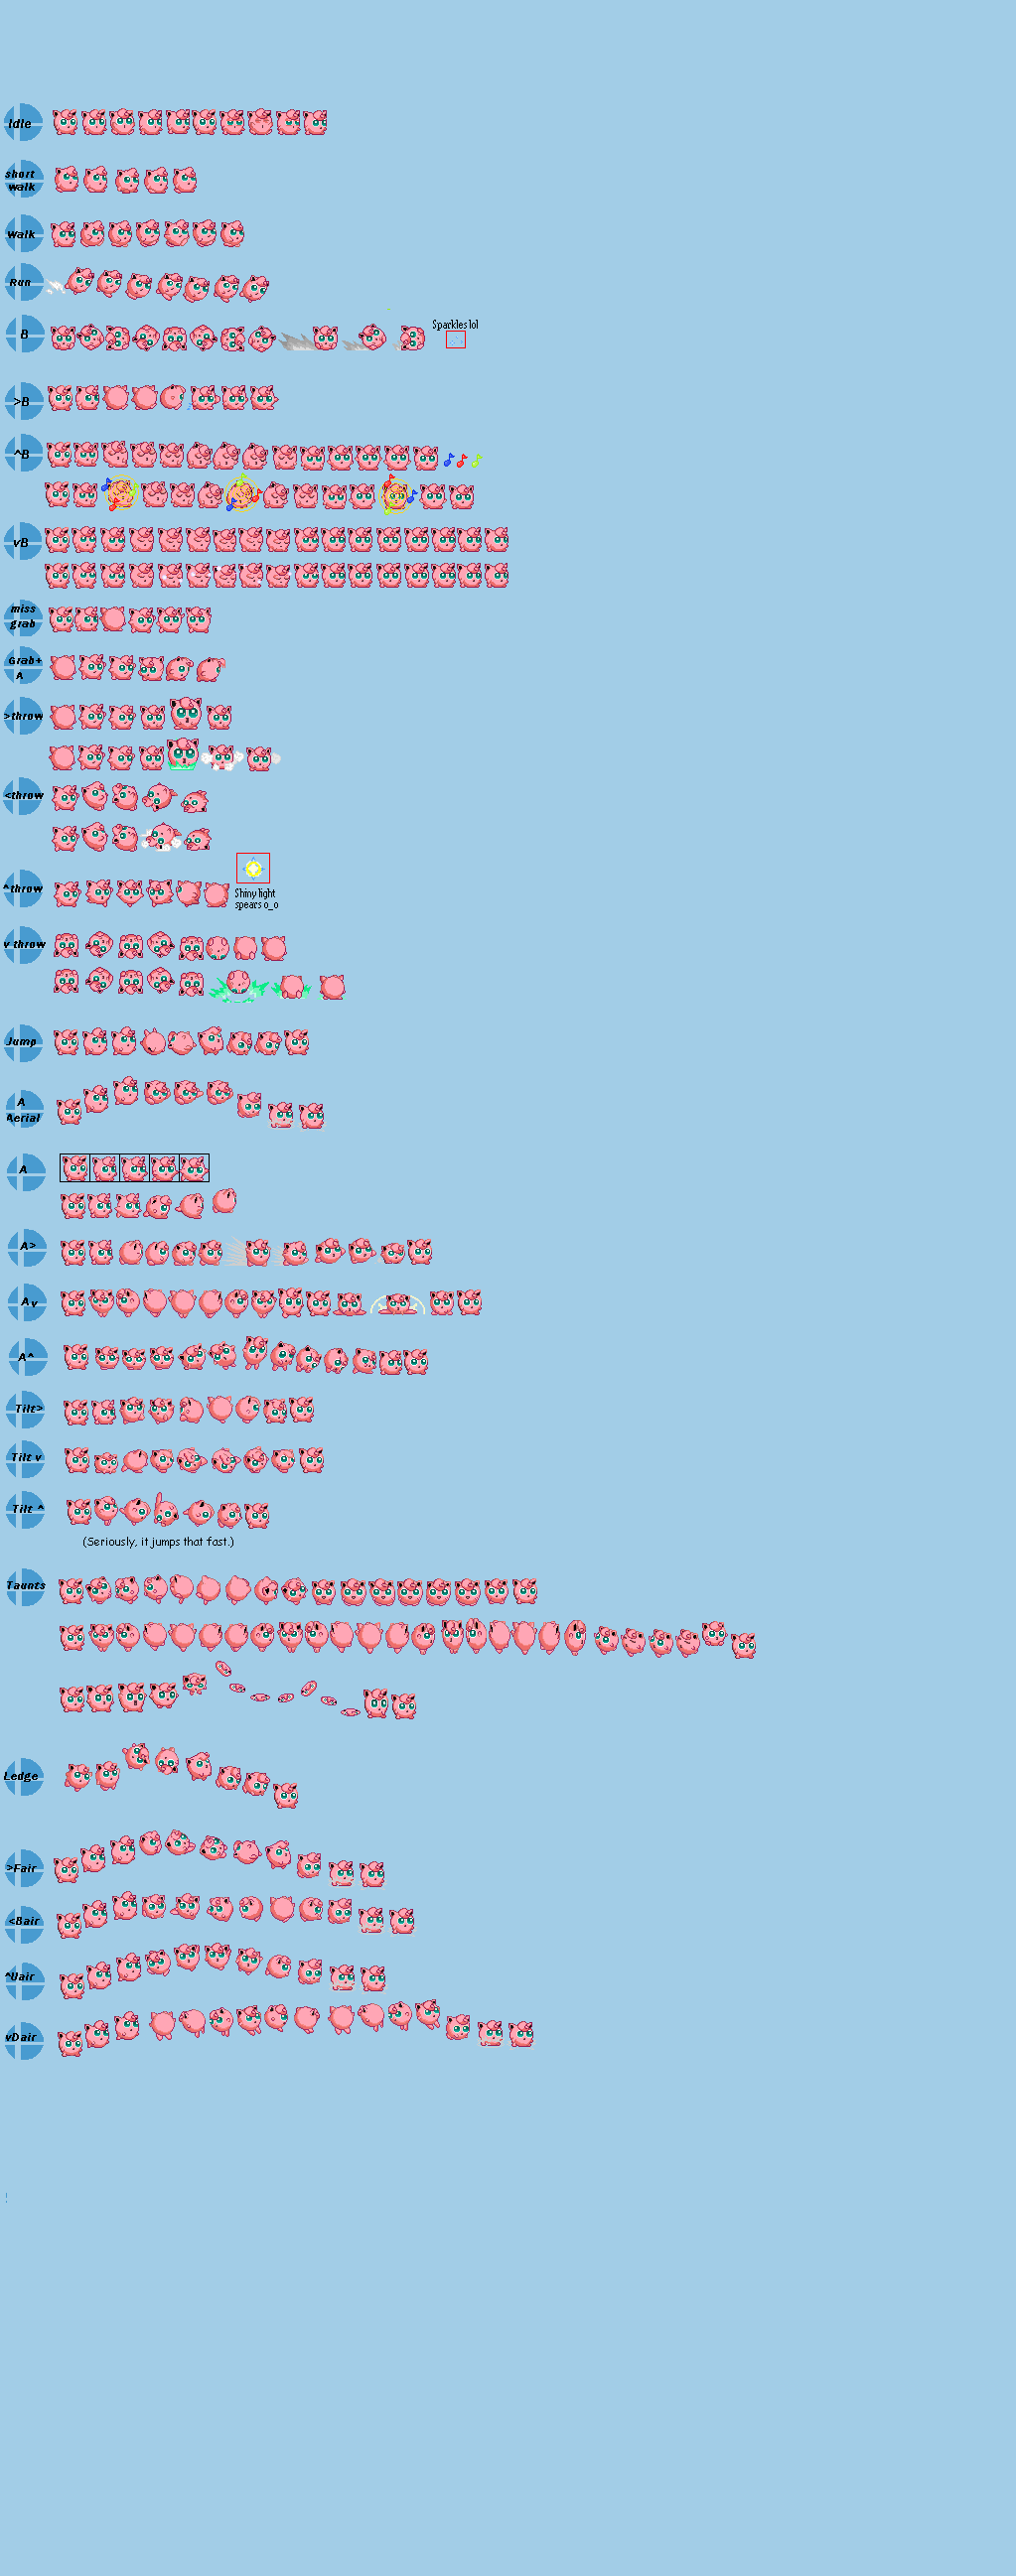 Idle
short
walk
walk
Run
B
Sparkles lol
>B
^B
vB
miss
grab
Grab+
A
>throw
<throw
^throw
Shiny light
spears o_o
v throw
Jump
A
Aerial
A
A>
Av
A^
Tilt>
Tilt v
Tilt ^
(Seriously, it jumps that fast.)
Taunts
Ledge
>Fair
<Bair
^Uair
vDair